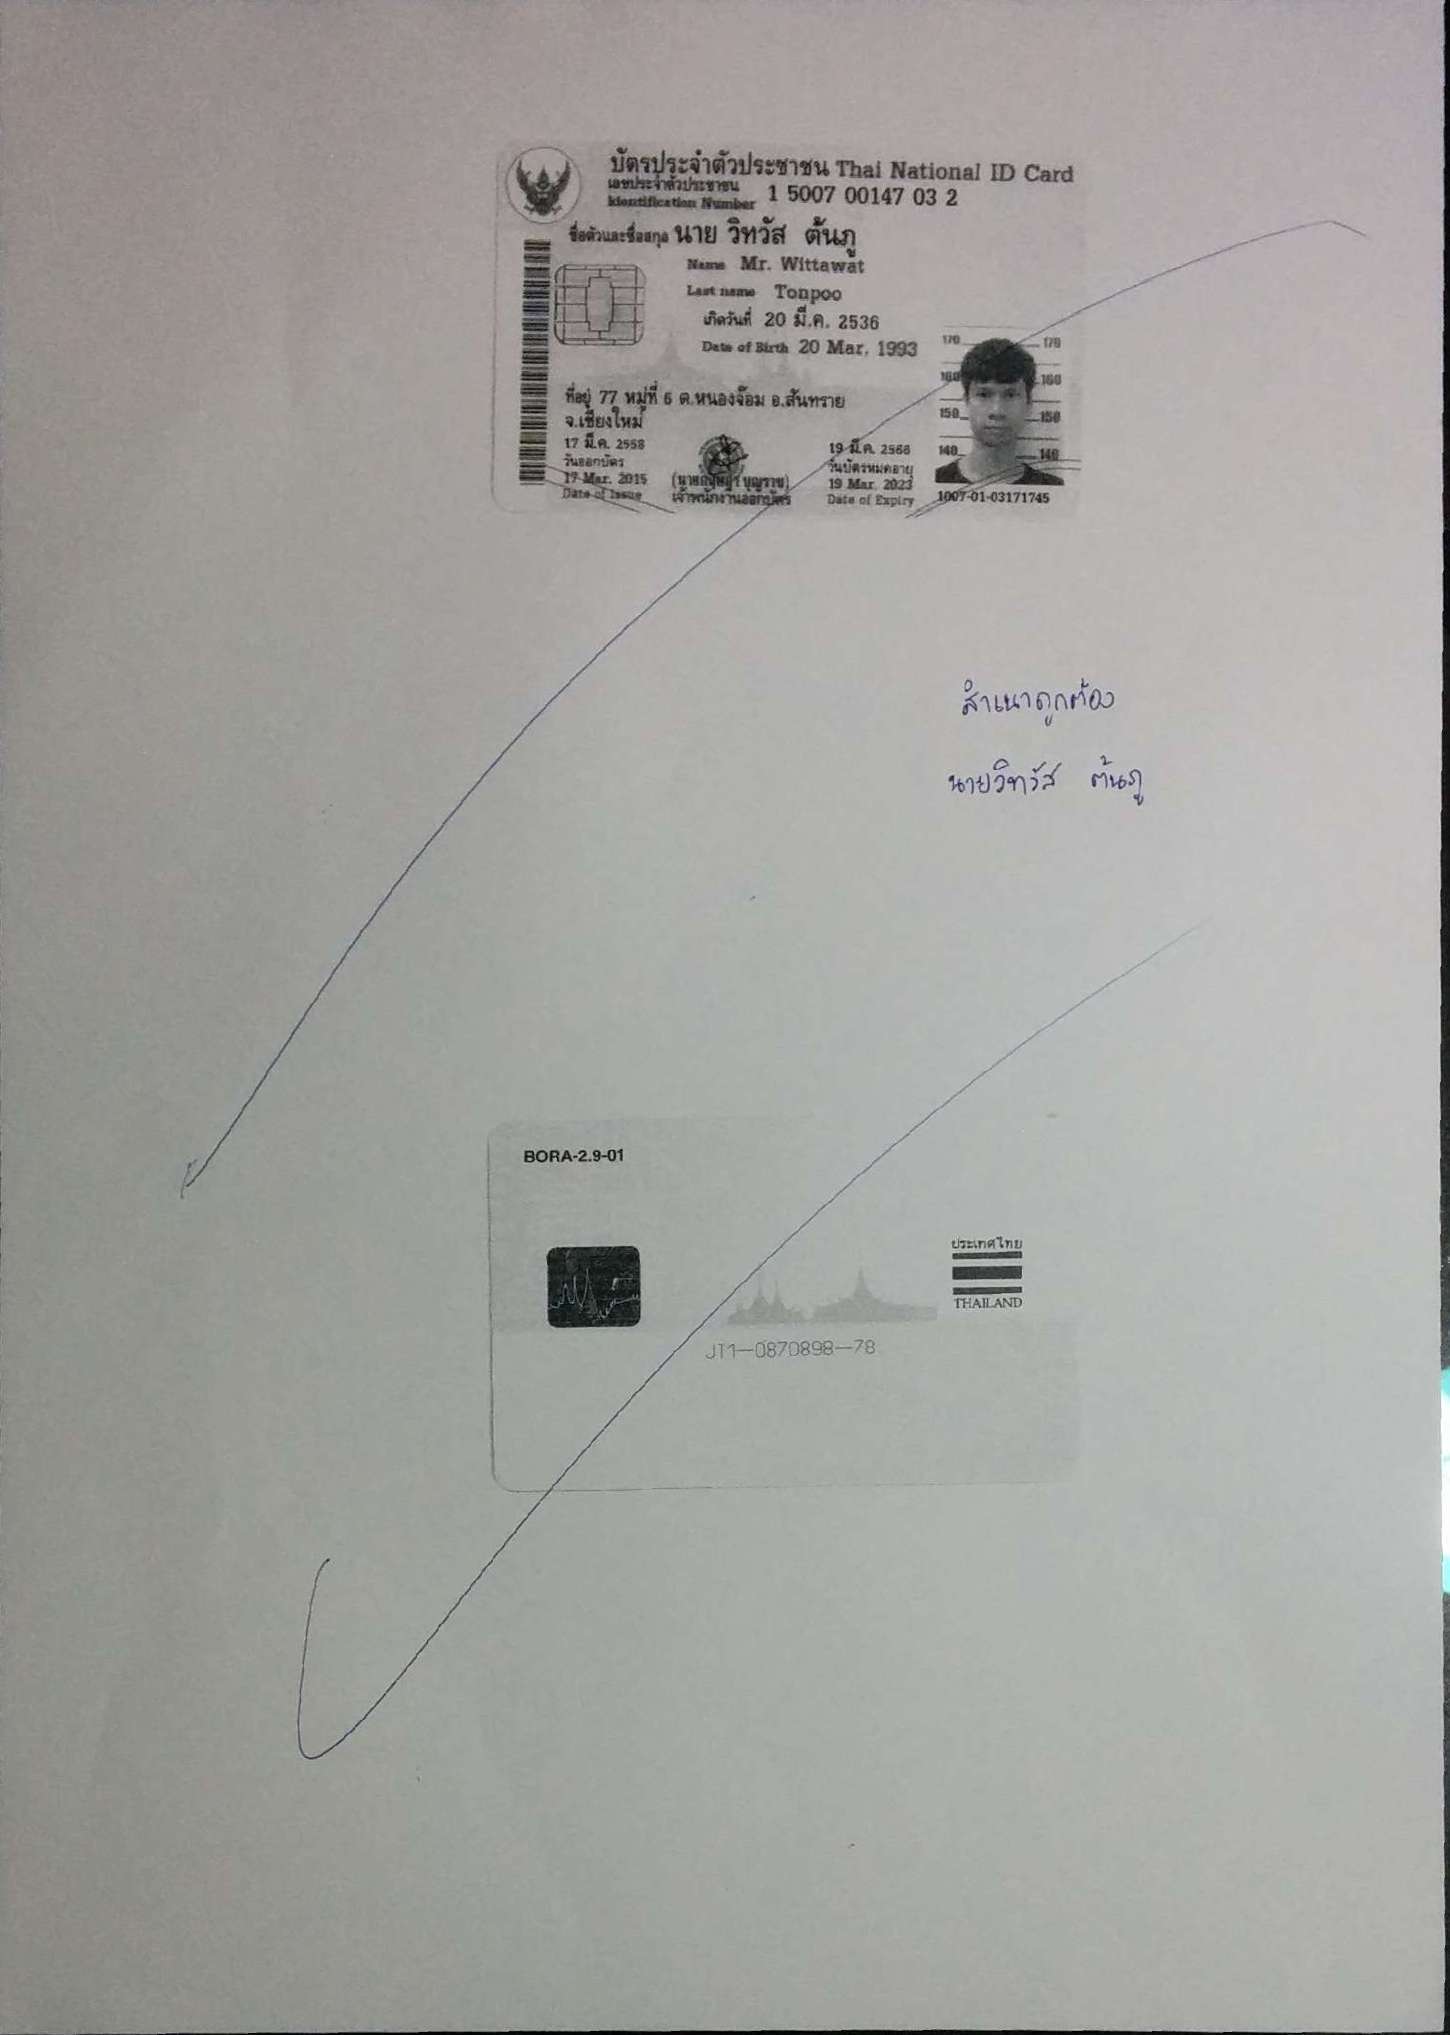 บัตรประจำตัวประชาชน Thai National ID Card
เลขประจำตัวประชาชน
Identification Number 1 5007 00147 03 2
ชื่อตัวและชื่อสกุล นาย วิทวัส ต้นภู
Name Mr. Wittawat
Last name Tonpoo
เกิดวันที่ 20 มี.ค. 2536
Date of Birth 20 Mar. 1993
170 170
160 160
150 150
140 140
ที่อยู่ 77 หมู่ที่ 6 ต.หนองจ๊อม อ.สันทราย
จ.เชียงใหม่
17 มี.ค. 2558
วันออกบัตร
17 Mar. 2015
Date of Issue
บุญราช)
เจ้าพนักงานออกบัตร
19 มี.ค. 2566
วันบัตรหมดอายุ
19 Mar. 2023
Date of Expiry
1007-01-03171745
สำเนาถูกต้อง
นายวิทวัส ต้นภู
BORA-2.9-01
ประเทศไทย
THAILAND
JT1-0870898-78